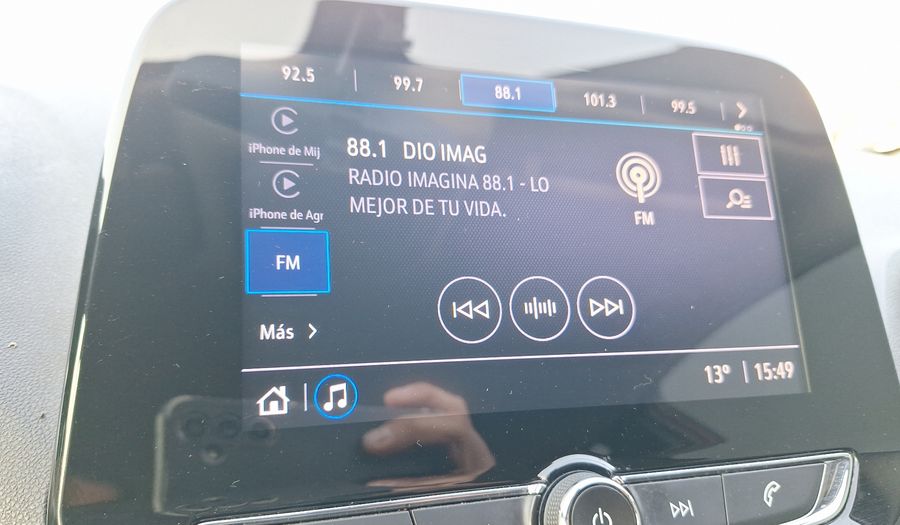 92.5 99.7 88.1 101.3 99.5
iPhone de Mij
iPhone de Agr
FM
Más
88.1 DIO IMAG
RADIO IMAGINA 88.1 - LO
MEJOR DE TU VIDA.
FM
13° 15:49